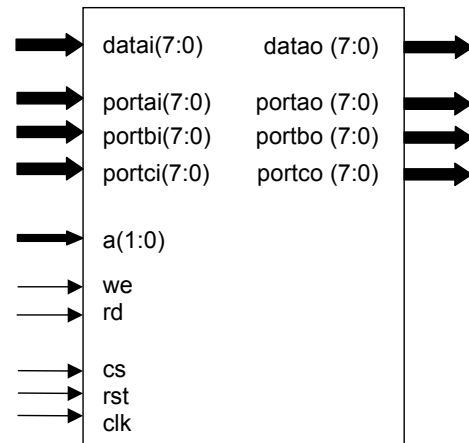 datai(7:0) datao (7:0)
portai(7:0) portao (7:0)
portbi(7:0) portbo (7:0)
portci(7:0) portco (7:0)
a(1:0)
we
rd
cs
rst
clk